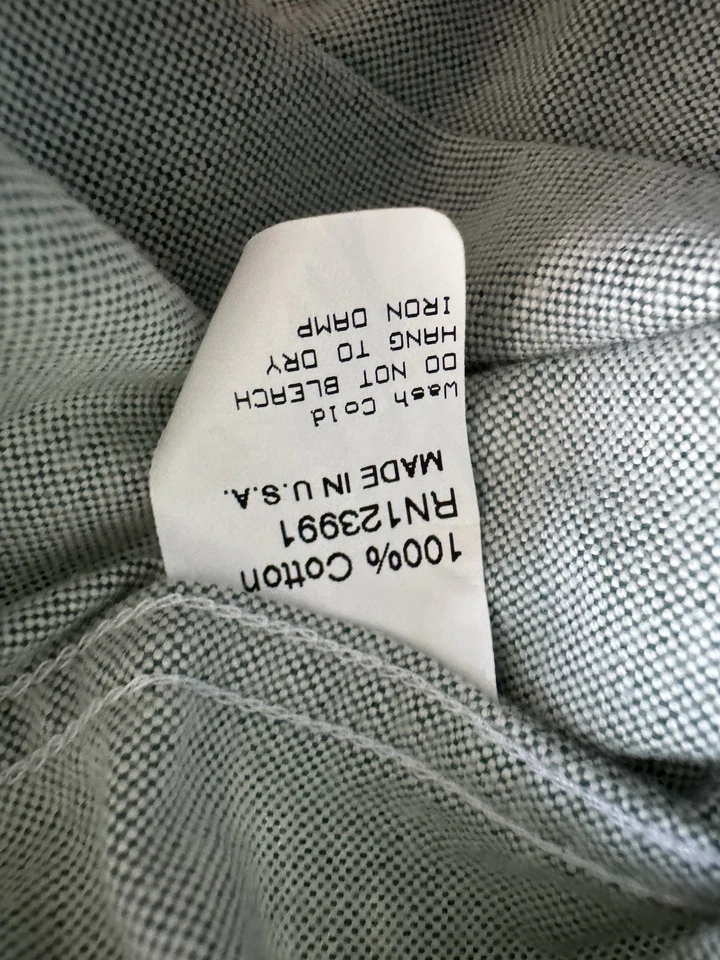 100% Cotton
RN123991
MADE IN U.S.A.
Wash Cold
DO NOT BLEACH
HANG TO DRY
IRON DAMP